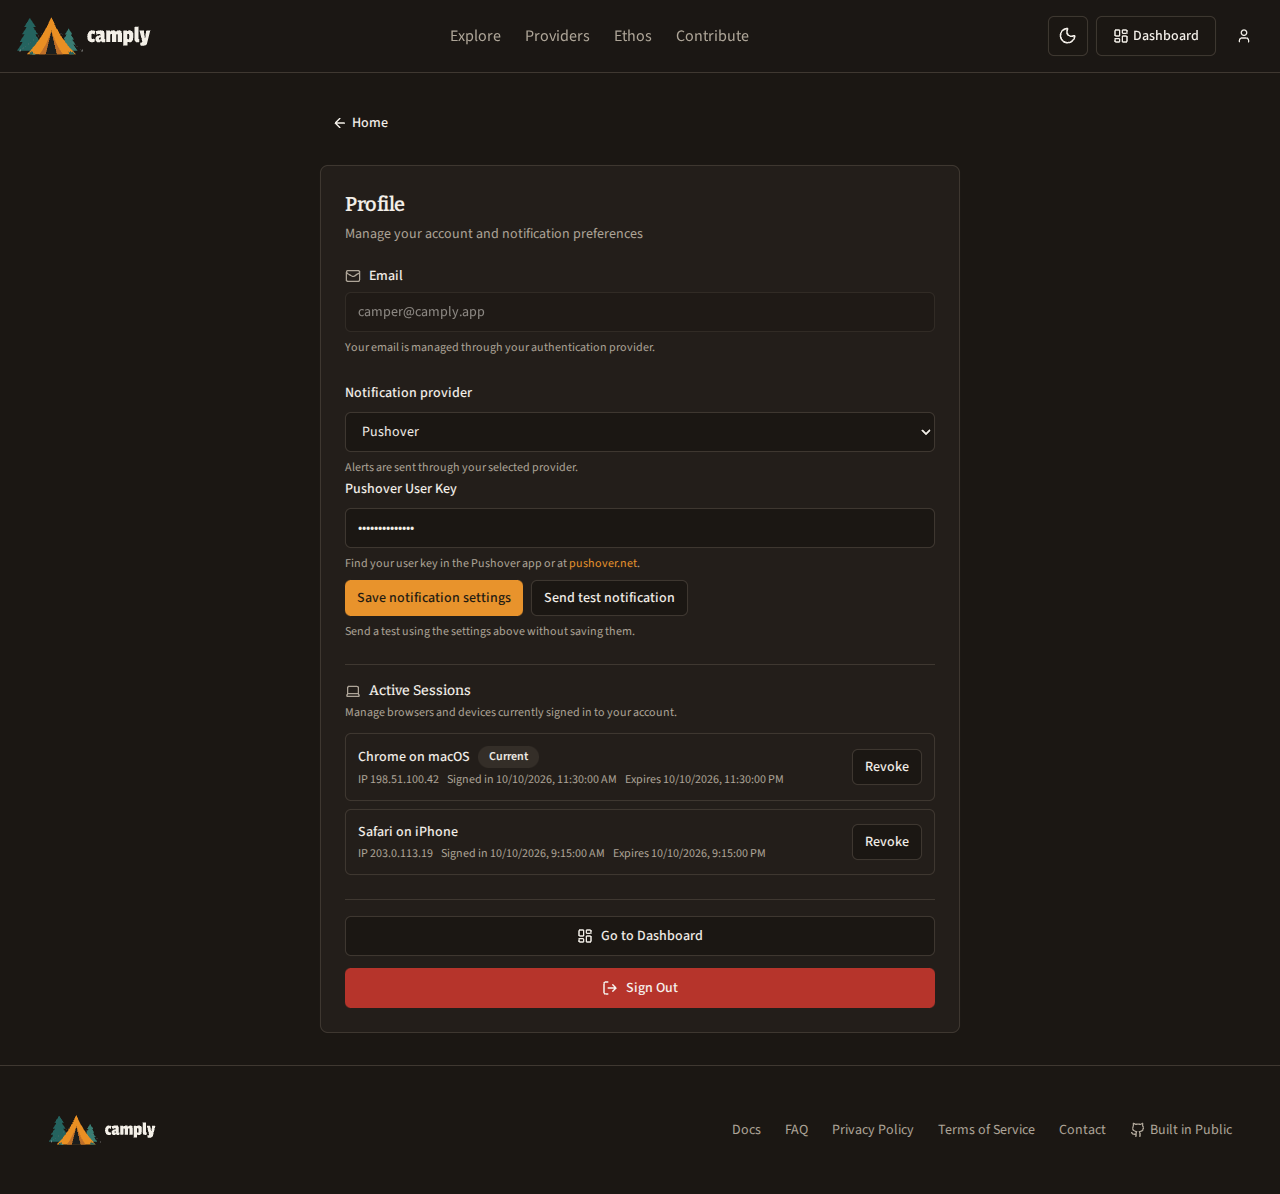 camply
Explore
Providers
Ethos
Contribute
Dashboard
Home
Profile
Manage your account and notification preferences
Email
camper@camply.app
Your email is managed through your authentication provider.
Notification provider
Pushover
Alerts are sent through your selected provider.
Pushover User Key
••••••••••••••
Find your user key in the Pushover app or at pushover.net.
Save notification settings
Send test notification
Send a test using the settings above without saving them.
Active Sessions
Manage browsers and devices currently signed in to your account.
Chrome on macOS
Current
IP 198.51.100.42 Signed in 10/10/2026, 11:30:00 AM Expires 10/10/2026, 11:30:00 PM
Revoke
Safari on iPhone
IP 203.0.113.19 Signed in 10/10/2026, 9:15:00 AM Expires 10/10/2026, 9:15:00 PM
Revoke
Go to Dashboard
Sign Out
camply
Docs
FAQ
Privacy Policy
Terms of Service
Contact
Built in Public